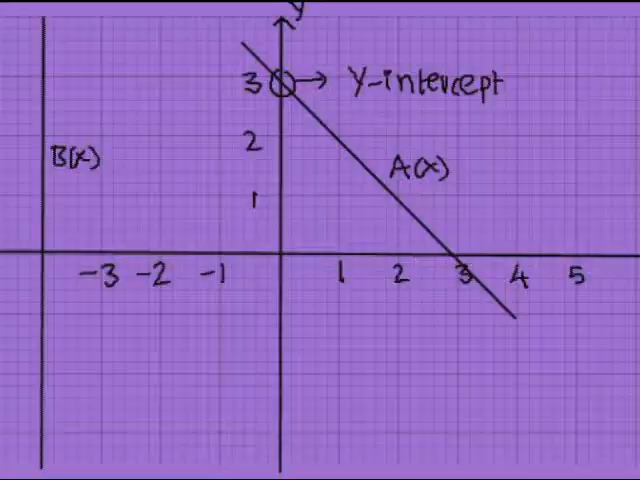 y
3 → Y-intercept
2
B(x)
A(x)
1
-3 -2 -1 1 2 3 4 5